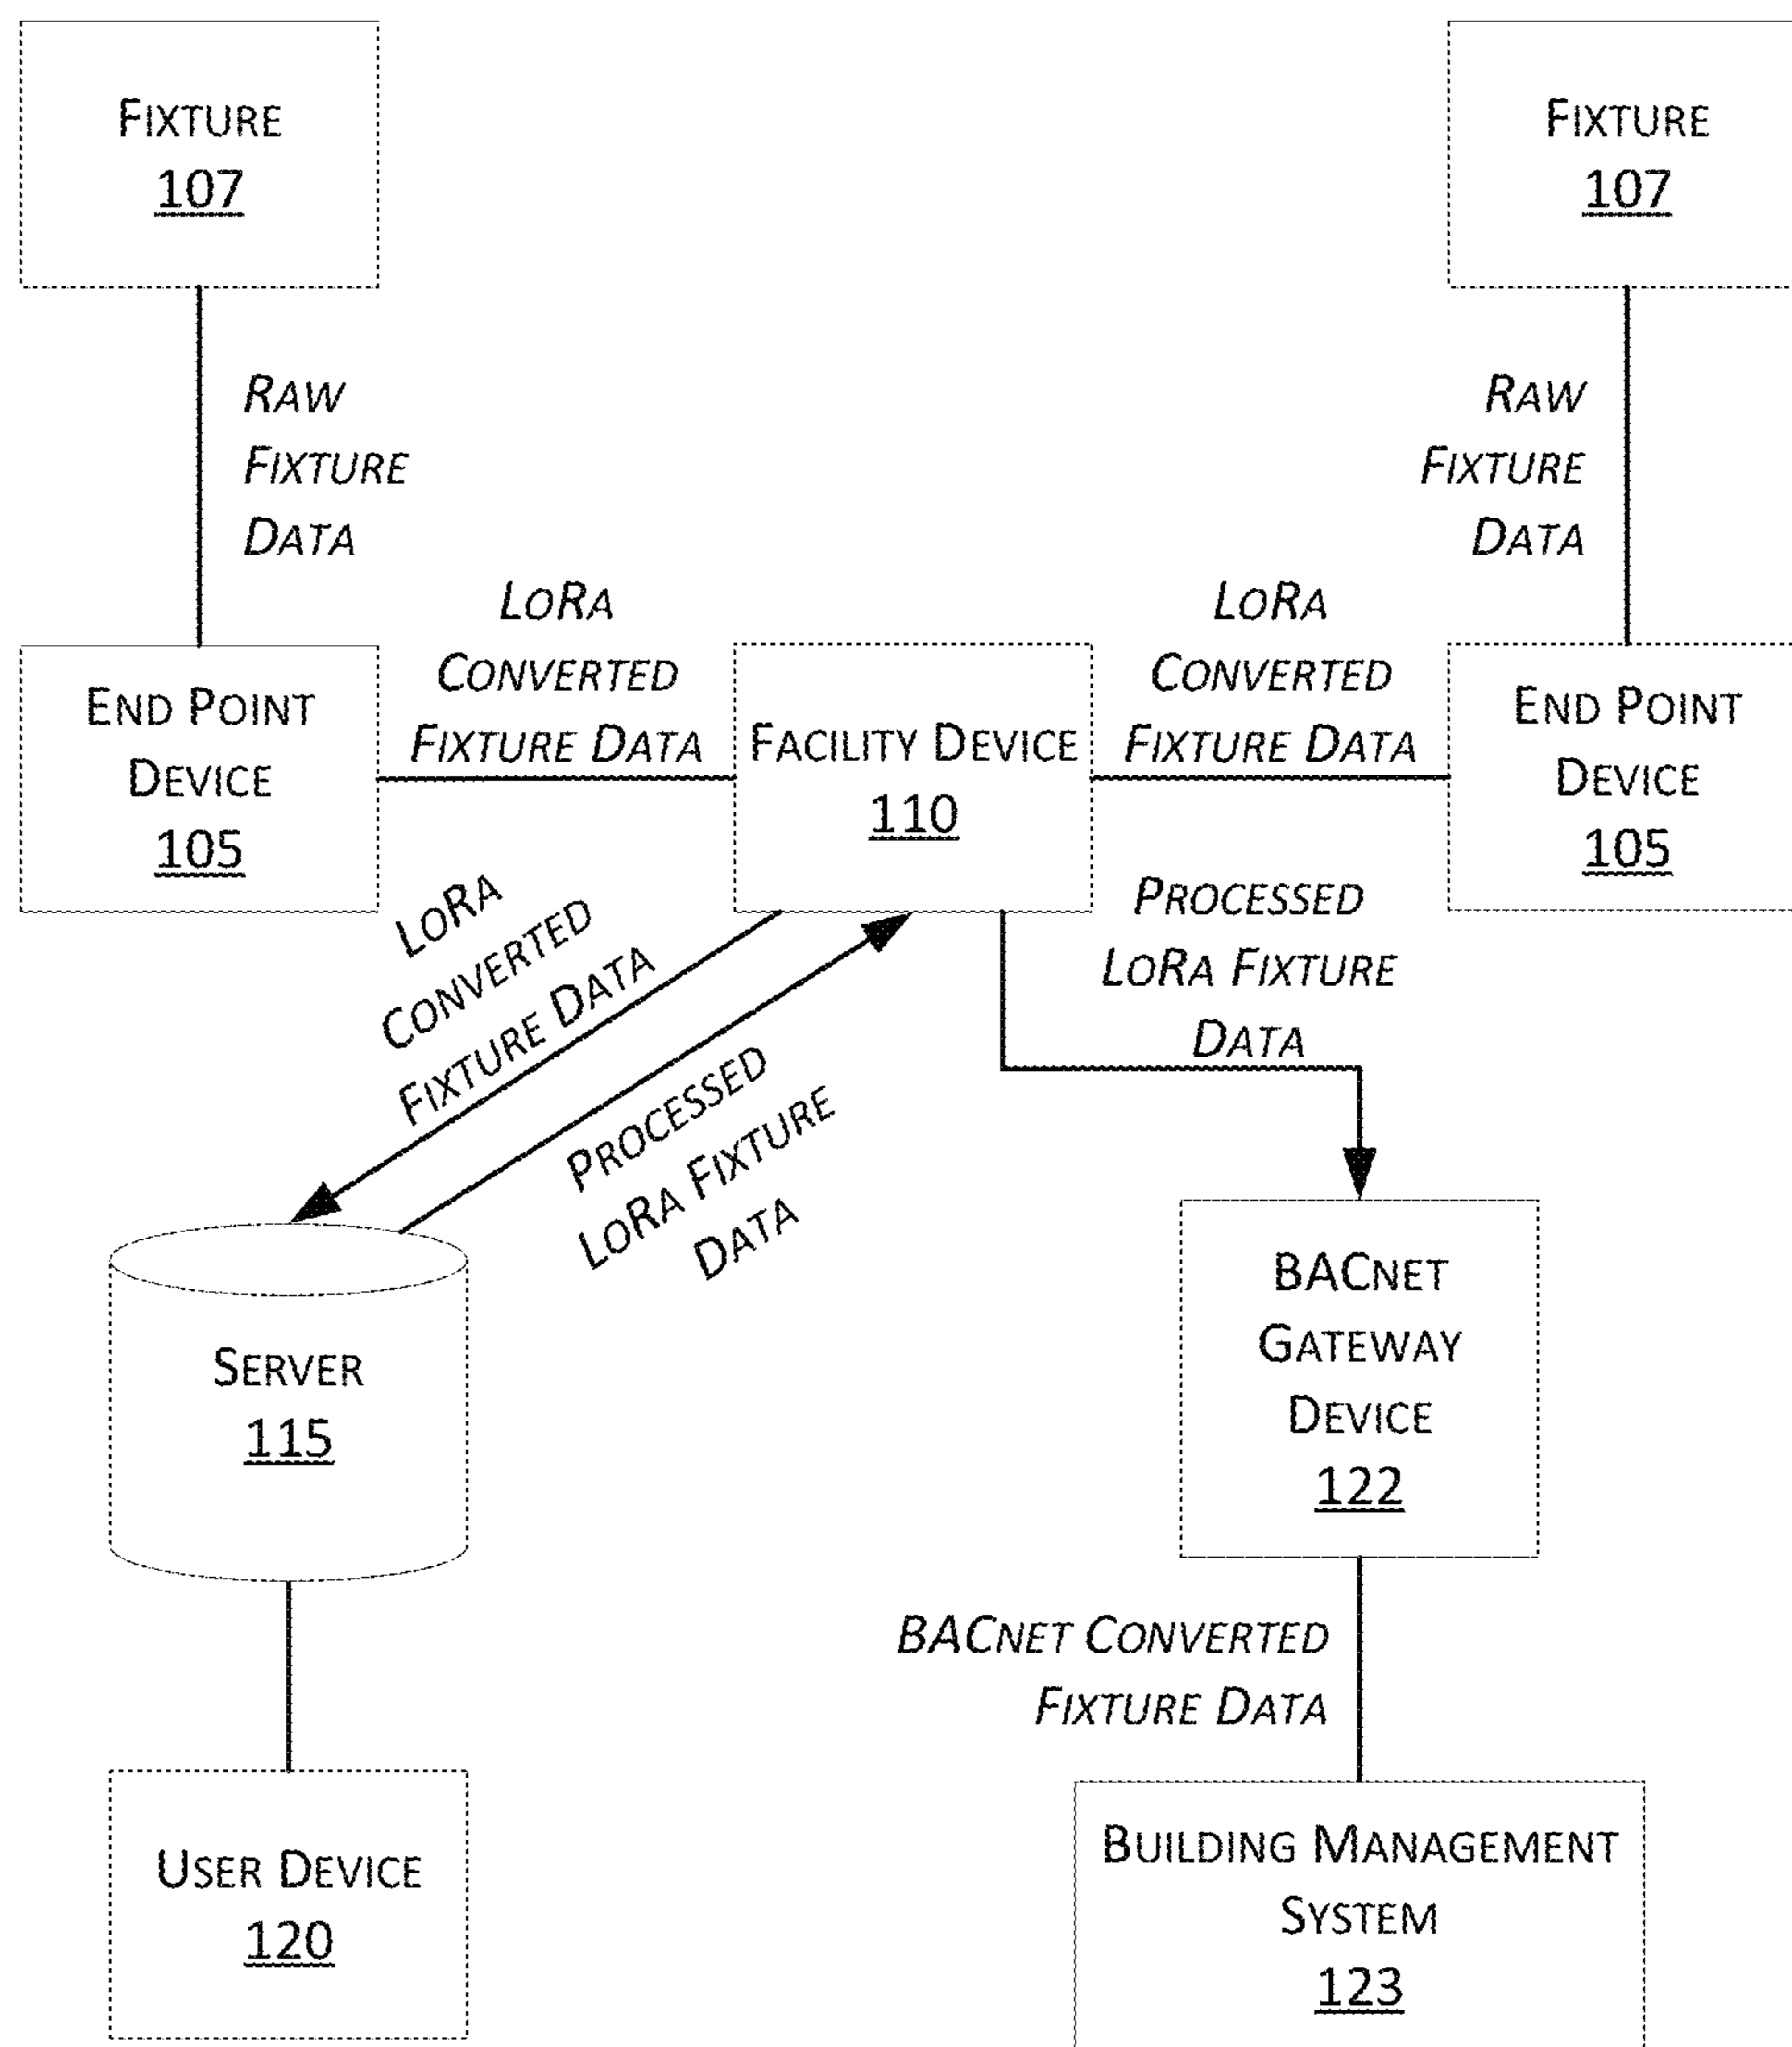 FIXTURE
107
FIXTURE
107
RAW
FIXTURE
DATA
RAW
FIXTURE
DATA
END POINT
DEVICE
105
LORA
CONVERTED
FIXTURE DATA
FACILITY DEVICE
110
LORA
CONVERTED
FIXTURE DATA
END POINT
DEVICE
105
LORA
CONVERTED
FIXTURE DATA
PROCESSED
LORA FIXTURE
DATA
PROCESSED
LORA FIXTURE
DATA
SERVER
115
BACNET
GATEWAY
DEVICE
122
BACNET CONVERTED
FIXTURE DATA
USER DEVICE
120
BUILDING MANAGEMENT
SYSTEM
123